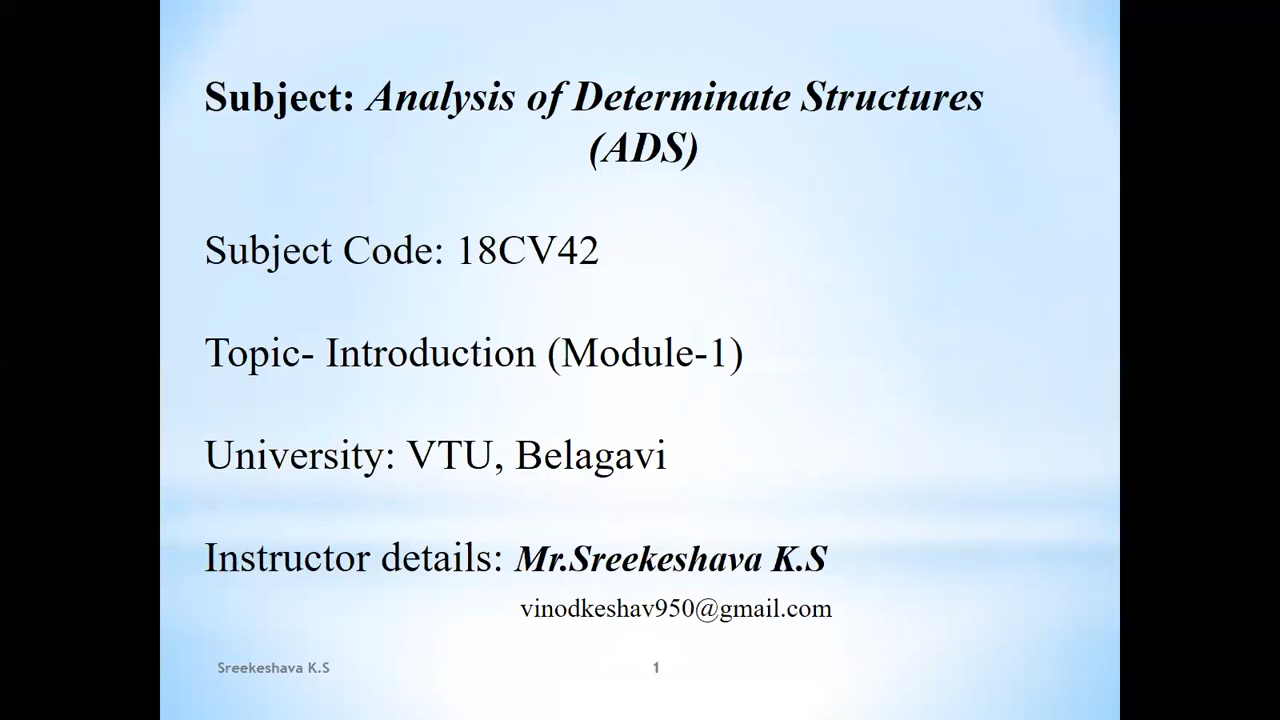 Subject: Analysis of Determinate Structures
(ADS)
Subject Code: 18CV42
Topic- Introduction (Module-1)
University: VTU, Belagavi
Instructor details: Mr.Sreekeshava K.S
vinodkeshav950@gmail.com
Sreekeshava K.S 1